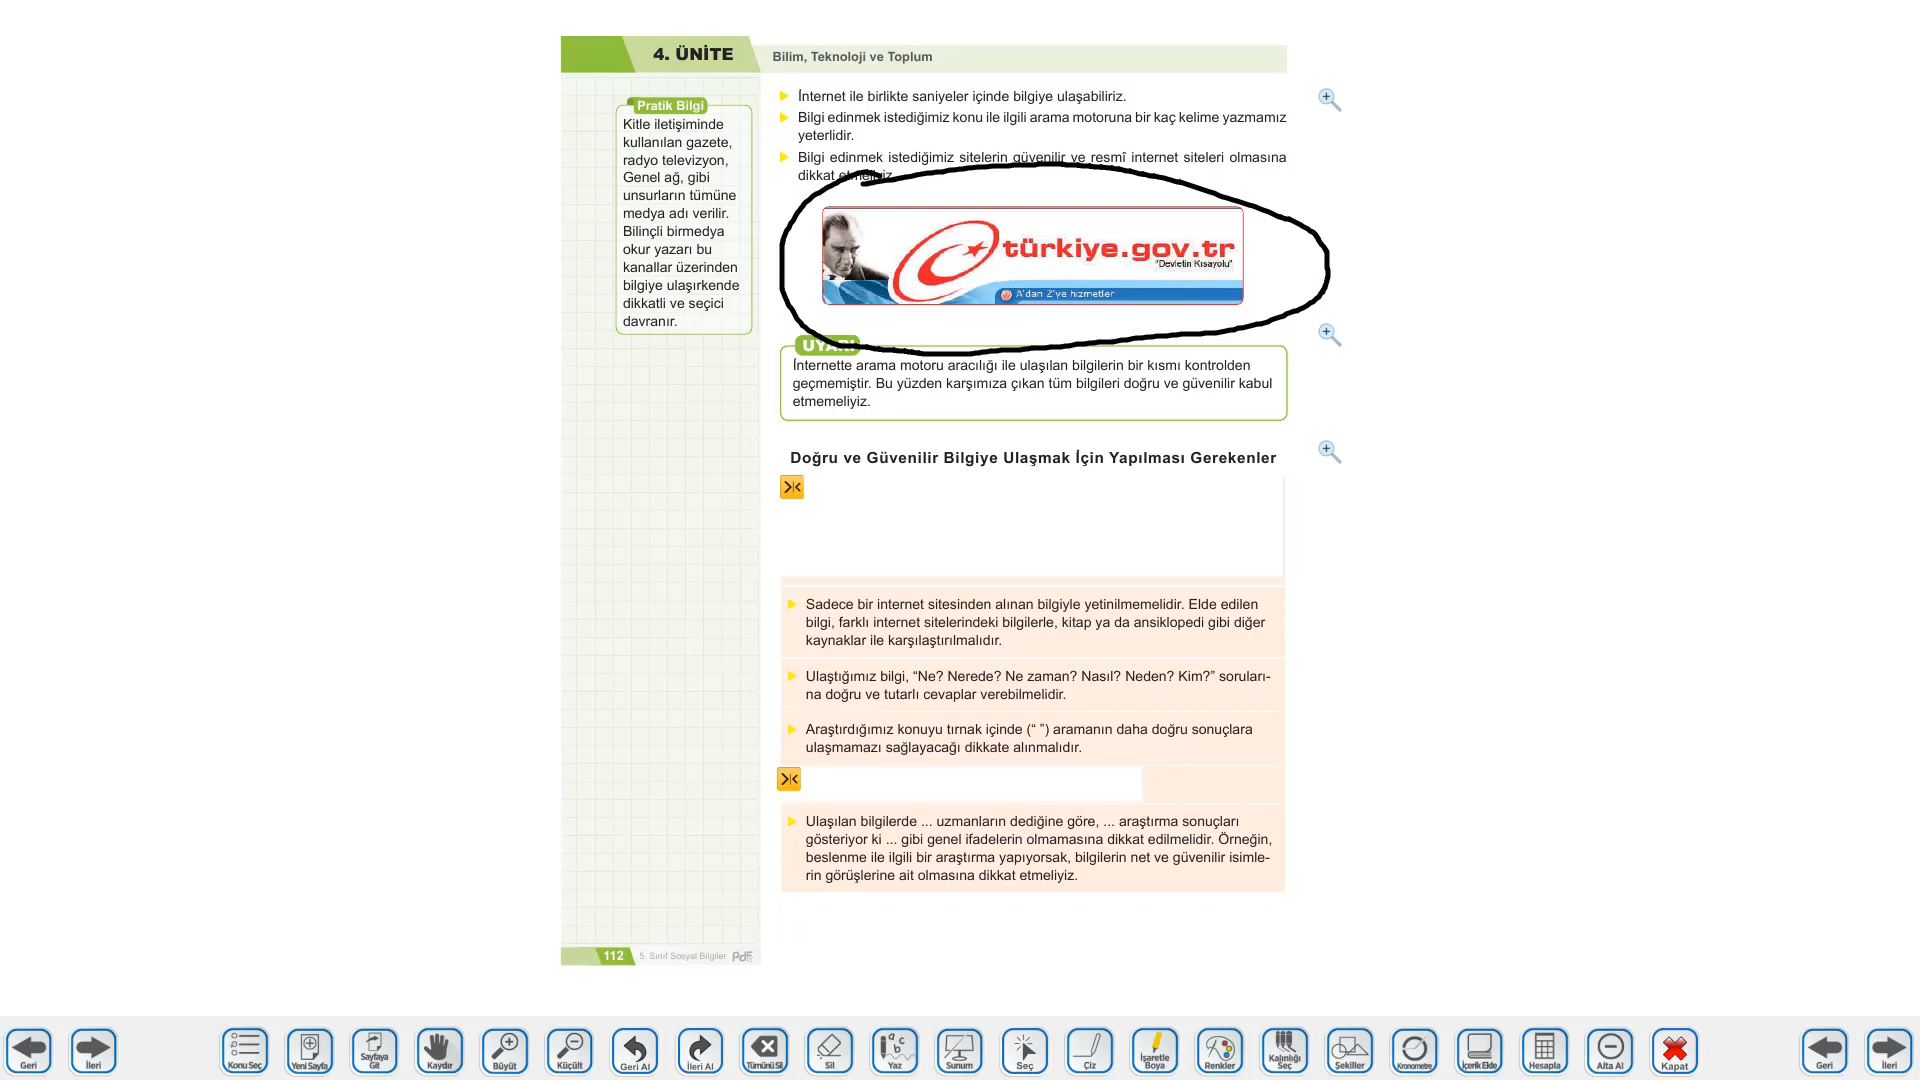 4. ÜNİTE
Bilim, Teknoloji ve Toplum
Pratik Bilgi
Kitle iletişiminde
kullanılan gazete,
radyo televizyon,
Genel ağ, gibi
unsurların tümüne
medya adı verilir.
Bilinçli birmedya
okur yazarı bu
kanallar üzerinden
bilgiye ulaşırkende
dikkatli ve seçici
davranır.
İnternet ile birlikte saniyeler içinde bilgiye ulaşabiliriz.
Bilgi edinmek istediğimiz konu ile ilgili arama motoruna bir kaç kelime yazmamız
yeterlidir.
Bilgi edinmek istediğimiz sitelerin güvenilir ve resmî internet siteleri olmasına
dikkat etmeliyiz.
türkiye.gov.tr
"Devletin Kısayolu"
A'dan Z'ye hizmetler
UYARI
İnternette arama motoru aracılığı ile ulaşılan bilgilerin bir kısmı kontrolden
geçmemiştir. Bu yüzden karşımıza çıkan tüm bilgileri doğru ve güvenilir kabul
etmemeliyiz.
Doğru ve Güvenilir Bilgiye Ulaşmak İçin Yapılması Gerekenler
Sadece bir internet sitesinden alınan bilgiyle yetinilmemelidir. Elde edilen
bilgi, farklı internet sitelerindeki bilgilerle, kitap ya da ansiklopedi gibi diğer
kaynaklar ile karşılaştırılmalıdır.
Ulaştığımız bilgi, “Ne? Nerede? Ne zaman? Nasıl? Neden? Kim?” soruları-
na doğru ve tutarlı cevaplar verebilmelidir.
Araştırdığımız konuyu tırnak içinde (“ ”) aramanın daha doğru sonuçlara
ulaşmamazı sağlayacağı dikkate alınmalıdır.
Ulaşılan bilgilerde ... uzmanların dediğine göre, ... araştırma sonuçları
gösteriyor ki ... gibi genel ifadelerin olmamasına dikkat edilmelidir. Örneğin,
beslenme ile ilgili bir araştırma yapıyorsak, bilgilerin net ve güvenilir isimle-
rin görüşlerine ait olmasına dikkat etmeliyiz.
112 5. Sınıf Sosyal Bilgiler Pdf
Geri İleri Konu Seç Yeni Sayfa Sayfaya Git Kaydır Büyüt Küçült Geri Al İleri Al Tümünü Sil Sil Yaz Sunum Seç Çiz İşaretle Boya Renkler Kalınlığı Seç Şekiller Kronometre İçerik Ekle Hesapla Alta Al Kapat Geri İleri